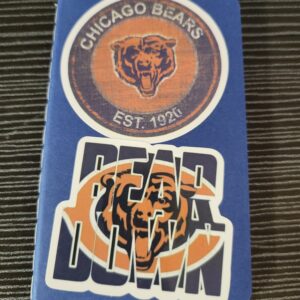 CHICAGO BEARS
EST. 1920
BEAR
DOWN